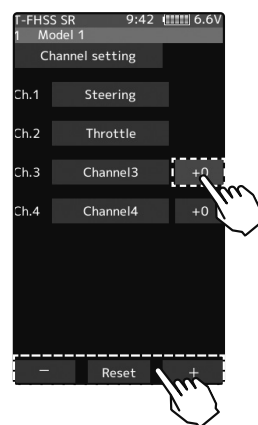 T-FHSS SR 9:42 6.6V
1 Model 1
Channel setting
Ch.1 Steering
Ch.2 Throttle
Ch.3 Channel3 +0
Ch.4 Channel4 +0
− Reset +